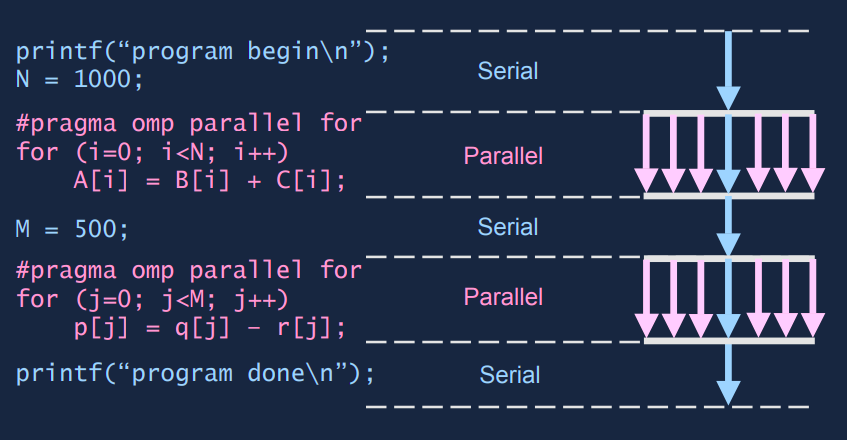 printf(“program begin\n”);
N = 1000;
Serial
#pragma omp parallel for
for (i=0; i<N; i++)
A[i] = B[i] + C[i];
Parallel
M = 500;
Serial
#pragma omp parallel for
for (j=0; j<M; j++)
p[j] = q[j] – r[j];
Parallel
printf(“program done\n”);
Serial